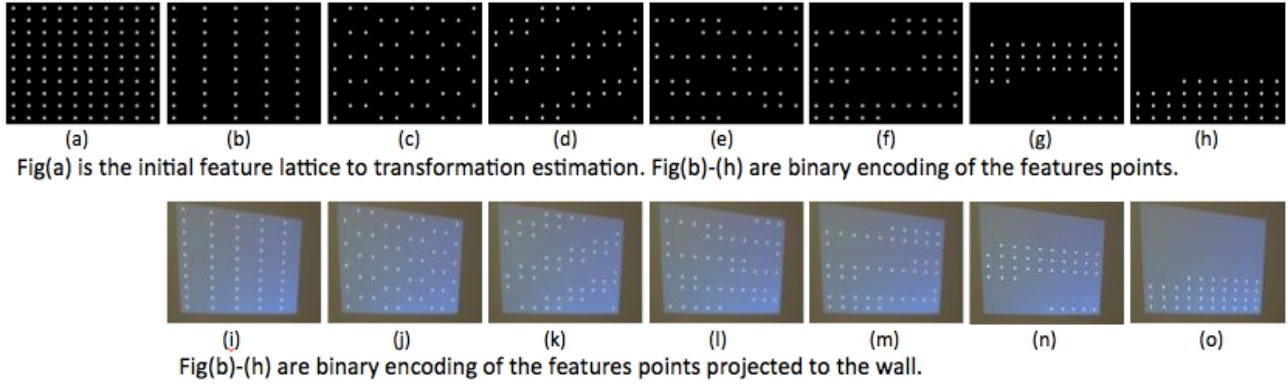 (a) (b) (c) (d) (e) (f) (g) (h)
Fig(a) is the initial feature lattice to transformation estimation. Fig(b)-(h) are binary encoding of the features points.
(i) (j) (k) (l) (m) (n) (o)
Fig(b)-(h) are binary encoding of the features points projected to the wall.